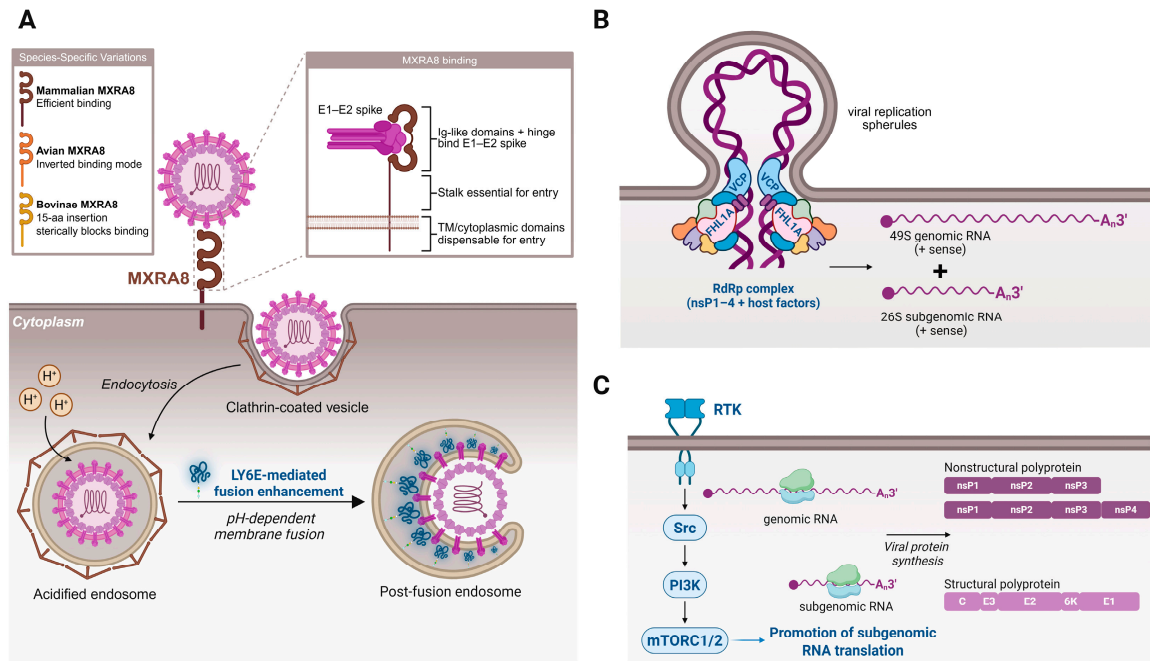 A
Species-Specific Variations
Mammalian MXRA8
Efficient binding
Avian MXRA8
Inverted binding mode
Bovinae MXRA8
15-aa insertion
sterically blocks binding
MXRA8
MXRA8 binding
E1–E2 spike
Ig-like domains + hinge
bind E1–E2 spike
Stalk essential for entry
TM/cytoplasmic domains
dispensable for entry
Cytoplasm
H+
H+
H+
Endocytosis
Clathrin-coated vesicle
LY6E-mediated
fusion enhancement
pH-dependent
membrane fusion
Acidified endosome
Post-fusion endosome
B
viral replication
spherules
VCP
VCP
FHL1A
FHL1A
RdRp complex
(nsP1–4 + host factors)
An3'
49S genomic RNA
(+ sense)
+
An3'
26S subgenomic RNA
(+ sense)
C
RTK
Src
PI3K
mTORC1/2
Promotion of subgenomic
RNA translation
An3'
genomic RNA
An3'
subgenomic RNA
Viral protein
synthesis
Nonstructural polyprotein
nsP1 nsP2 nsP3
nsP1 nsP2 nsP3 nsP4
Structural polyprotein
C E3 E2 6K E1